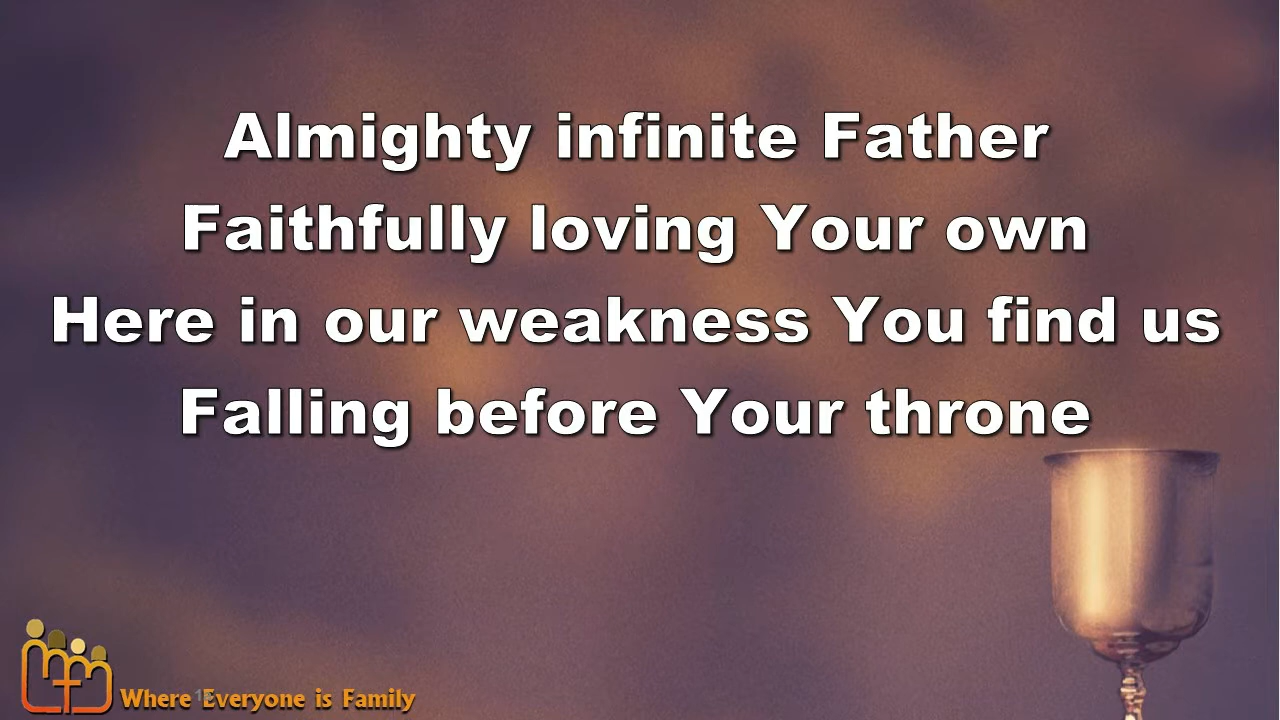 Almighty infinite Father
Faithfully loving Your own
Here in our weakness You find us
Falling before Your throne
Where Everyone is Family